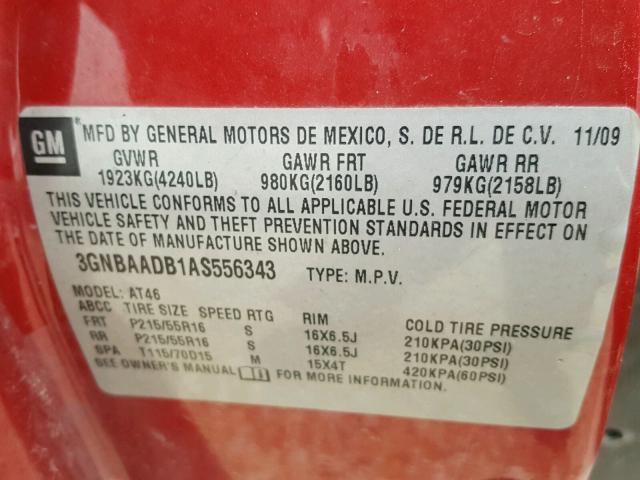 GM
MFD BY GENERAL MOTORS DE MEXICO, S. DE R.L. DE C.V. 11/09
GVWR GAWR FRT GAWR RR
1923KG(4240LB) 980KG(2160LB) 979KG(2158LB)
THIS VEHICLE CONFORMS TO ALL APPLICABLE U.S. FEDERAL MOTOR
VEHICLE SAFETY AND THEFT PREVENTION STANDARDS IN EFFECT ON
THE DATE OF MANUFACTURE SHOWN ABOVE.
3GNBAADB1AS556343 TYPE: M.P.V.
MODEL: AT46
ABCC TIRE SIZE SPEED RTG RIM COLD TIRE PRESSURE
FRT P215/55R16 S 16X6.5J 210KPA(30PSI)
RR P215/55R16 S 16X6.5J 210KPA(30PSI)
SPA T115/70D15 M 15X4T 420KPA(60PSI)
SEE OWNER'S MANUAL FOR MORE INFORMATION.